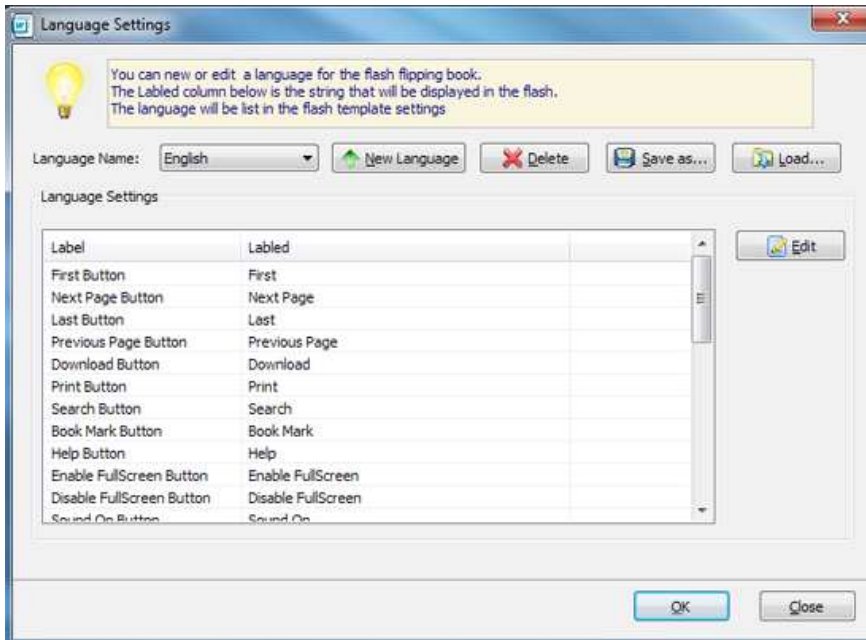 Language Settings
You can new or edit a language for the flash flipping book.
The Labled column below is the string that will be displayed in the flash.
The language will be list in the flash template settings
Language Name: English New Language Delete Save as... Load...
Language Settings
Label Labled
Edit
First Button First
Next Page Button Next Page
Last Button Last
Previous Page Button Previous Page
Download Button Download
Print Button Print
Search Button Search
Book Mark Button Book Mark
Help Button Help
Enable FullScreen Button Enable FullScreen
Disable FullScreen Button Disable FullScreen
Sound On Button Sound On
OK Close